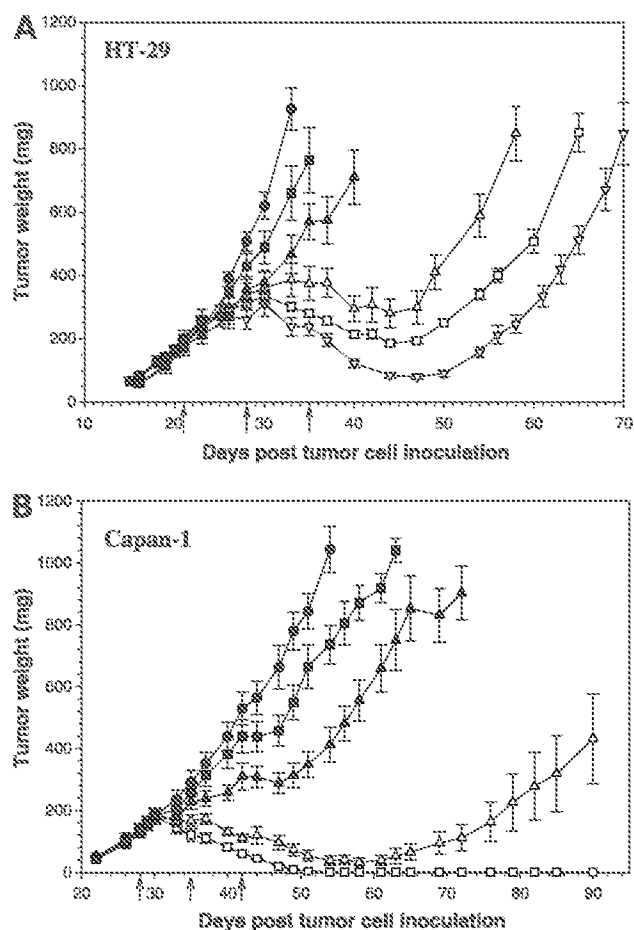 A
HT-29
1200
1000
800
600
400
200
0
Tumor weight (mg)
10 20 30 40 50 60 70
Days post tumor cell inoculation
B
Capan-1
1200
1000
800
600
400
200
0
Tumor weight (mg)
20 30 40 50 60 70 80 90
Days post tumor cell inoculation